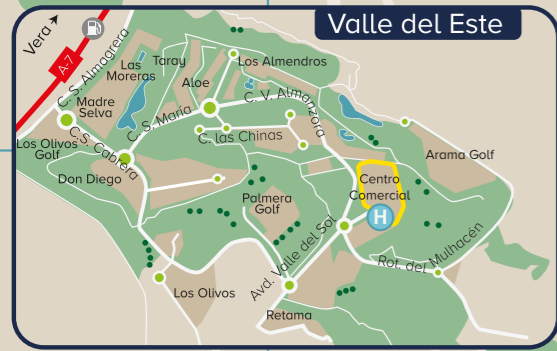 Valle del Este
Vera
A-7
C. S. Almagrera
Las
Moreras
Taray
Aloe
Los Almendros
Madre
Selva
C. S. María
C. V. Almanzora
C. S. Cabrera
C. las Chinas
Los Olivos
Golf
Don Diego
Arama Golf
Centro
Comercial
H
Palmera
Golf
Avd. Valle del Sol
Rot. del Mulhacén
Los Olivos
Retama